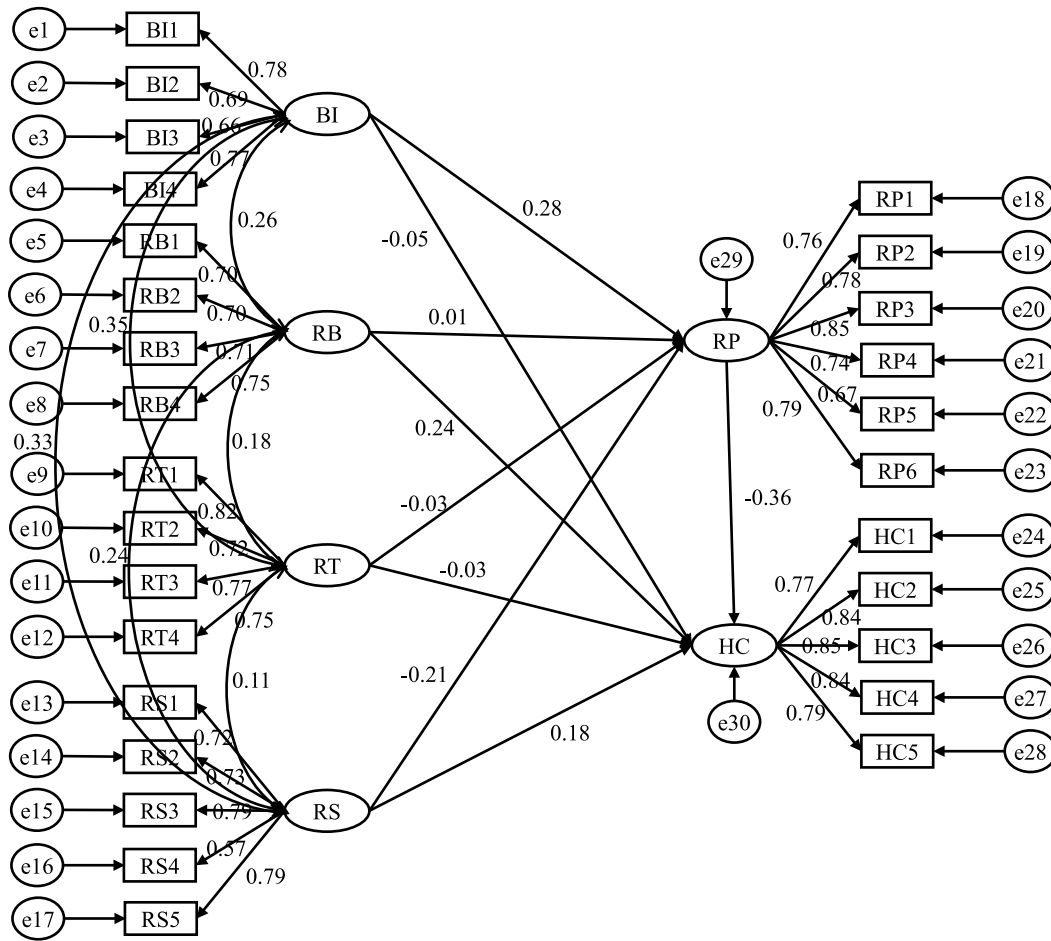 e1 BI1
0.78
e2 BI2
0.69
BI
e3 BI3
0.66
0.77
e4 BI4
RP1 e18
0.28
0.26
-0.05
e5 RB1
0.76
RP2 e19
e29
0.70
e6 RB2
0.78
0.70
RP3 e20
0.35
0.01
RB
RP
0.85
e7 RB3
0.71
RP4 e21
0.74
0.75
0.67
e8 RB4
0.79
RP5 e22
0.33
0.18
0.24
e9 RT1
RP6 e23
-0.03
-0.36
0.82
e10 RT2
HC1 e24
0.72
0.24
RT
-0.03
e11 RT3
0.77
0.77
HC2 e25
0.75
0.84
e12 RT4
HC
0.85
HC3 e26
0.11
-0.21
0.84
e13 RS1
HC4 e27
0.79
e30
0.72
0.18
e14 RS2
HC5 e28
0.73
e15 RS3
0.79
RS
0.57
e16 RS4
0.79
e17 RS5